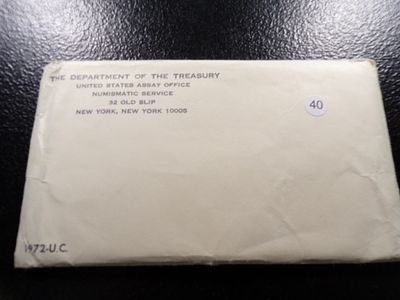 THE DEPARTMENT OF THE TREASURY
UNITED STATES ASSAY OFFICE
NUMISMATIC SERVICE
32 OLD SLIP
NEW YORK, NEW YORK 10005
40
1972-U.C.